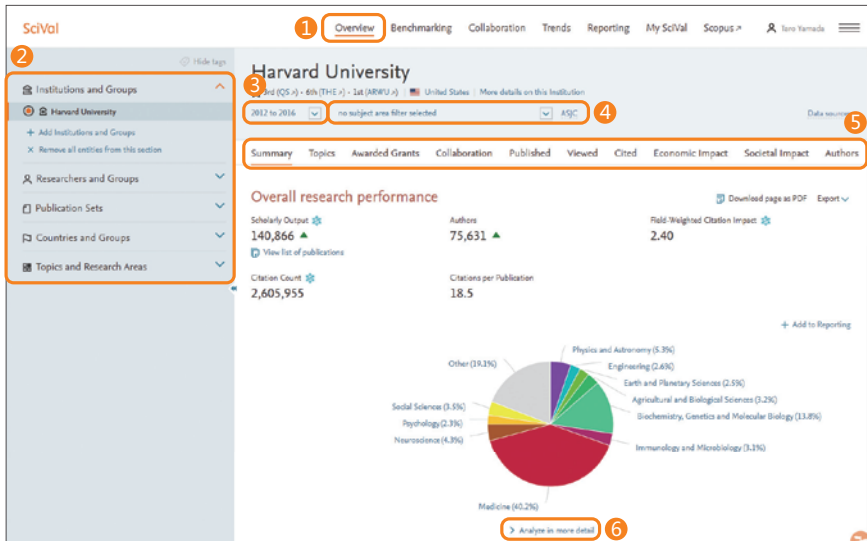 SciVal
1 Overview Benchmarking Collaboration Trends Reporting My SciVal Scopus Tero Yamada
2
Hide tags
Institutions and Groups
Harvard University
+ Add Institutions and Groups
× Remove all entities from this section
Researchers and Groups
Publication Sets
Countries and Groups
Topics and Research Areas
Harvard University
3rd (QS) • 6th (THE) • 1st (ARWU) United States More details on this Institution
3
2012 to 2016 no subject area filter selected ASJC 4
Data sources
5
Summary Topics Awarded Grants Collaboration Published Viewed Cited Economic Impact Societal Impact Authors
Overall research performance
Download page as PDF Export
Scholarly Output Authors Field-Weighted Citation Impact
140,866 75,631 2.40
View list of publications
Citation Count Citations per Publication
2,605,955 18.5
+ Add to Reporting
Physics and Astronomy (5.3%)
Other (19.1%)
Engineering (2.6%)
Earth and Planetary Sciences (2.5%)
Agricultural and Biological Sciences (3.2%)
Social Sciences (3.5%)
Biochemistry, Genetics and Molecular Biology (13.8%)
Psychology (2.3%)
Neuroscience (4.3%)
Immunology and Microbiology (3.1%)
Medicine (40.2%)
> Analyze in more detail 6